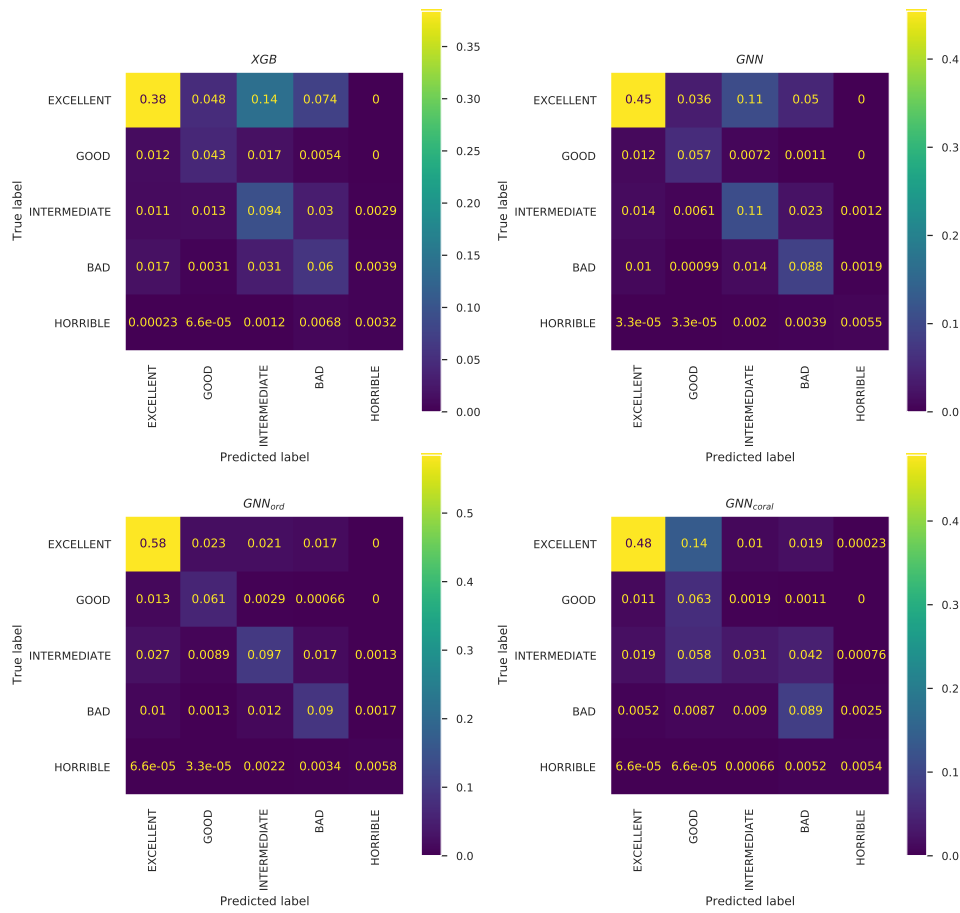 XGB
EXCELLENT 0.38 0.048 0.14 0.074 0
GOOD 0.012 0.043 0.017 0.0054 0
INTERMEDIATE 0.011 0.013 0.094 0.03 0.0029
BAD 0.017 0.0031 0.031 0.06 0.0039
HORRIBLE 0.00023 6.6e-05 0.0012 0.0068 0.0032
True label
EXCELLENT GOOD INTERMEDIATE BAD HORRIBLE
Predicted label
0.35
0.30
0.25
0.20
0.15
0.10
0.05
0.00
GNN
EXCELLENT 0.45 0.036 0.11 0.05 0
GOOD 0.012 0.057 0.0072 0.0011 0
INTERMEDIATE 0.014 0.0061 0.11 0.023 0.0012
BAD 0.01 0.00099 0.014 0.088 0.0019
HORRIBLE 3.3e-05 3.3e-05 0.002 0.0039 0.0055
True label
EXCELLENT GOOD INTERMEDIATE BAD HORRIBLE
Predicted label
0.4
0.3
0.2
0.1
0.0
GNN_ord
EXCELLENT 0.58 0.023 0.021 0.017 0
GOOD 0.013 0.061 0.0029 0.00066 0
INTERMEDIATE 0.027 0.0089 0.097 0.017 0.0013
BAD 0.01 0.0013 0.012 0.09 0.0017
HORRIBLE 6.6e-05 3.3e-05 0.0022 0.0034 0.0058
True label
EXCELLENT GOOD INTERMEDIATE BAD HORRIBLE
Predicted label
0.5
0.4
0.3
0.2
0.1
0.0
GNN_coral
EXCELLENT 0.48 0.14 0.01 0.019 0.00023
GOOD 0.011 0.063 0.0019 0.0011 0
INTERMEDIATE 0.019 0.058 0.031 0.042 0.00076
BAD 0.0052 0.0087 0.009 0.089 0.0025
HORRIBLE 6.6e-05 6.6e-05 0.00066 0.0052 0.0054
True label
EXCELLENT GOOD INTERMEDIATE BAD HORRIBLE
Predicted label
0.4
0.3
0.2
0.1
0.0